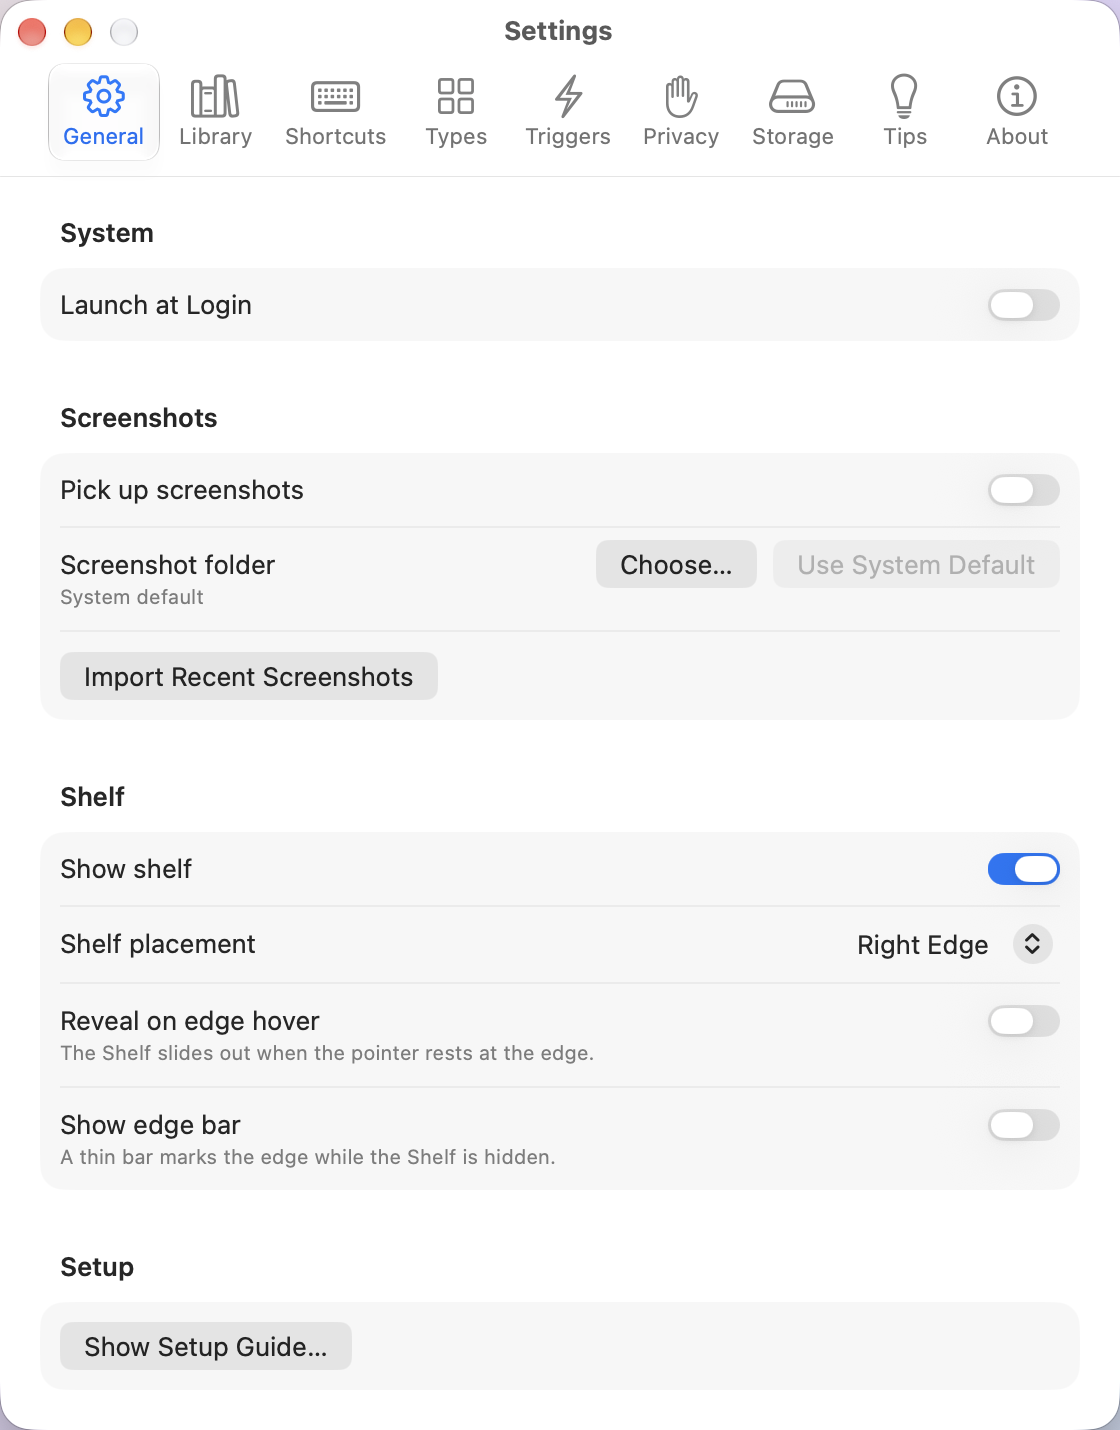 Settings
General
Library
Shortcuts
Types
Triggers
Privacy
Storage
Tips
About
System
Launch at Login
Screenshots
Pick up screenshots
Screenshot folder
Choose...
Use System Default
System default
Import Recent Screenshots
Shelf
Show shelf
Shelf placement
Right Edge
Reveal on edge hover
The Shelf slides out when the pointer rests at the edge.
Show edge bar
A thin bar marks the edge while the Shelf is hidden.
Setup
Show Setup Guide...